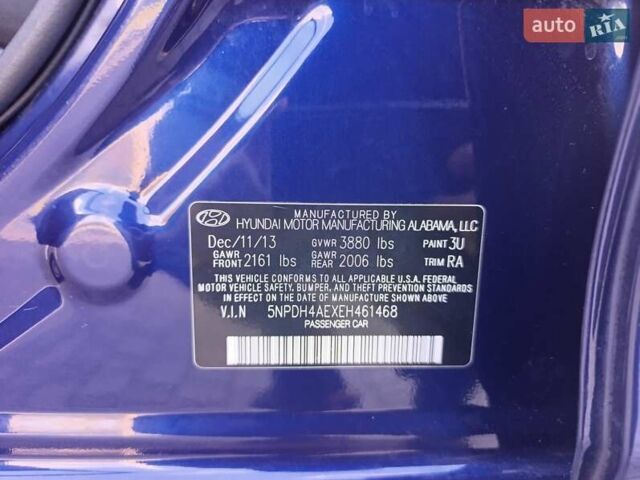 auto RIA
MANUFACTURED BY
HYUNDAI MOTOR MANUFACTURING ALABAMA, LLC
Dec/11/13 GVWR 3880 lbs PAINT 3U
GAWR FRONT 2161 lbs GAWR REAR 2006 lbs TRIM RA
THIS VEHICLE CONFORMS TO ALL APPLICABLE U.S.A. FEDERAL
MOTOR VEHICLE SAFETY, BUMPER, AND THEFT PREVENTION
STANDARDS IN EFFECT ON THE DATE OF MANUFACTURE SHOWN ABOVE.
V.I.N 5NPDH4AEXEH461468
PASSENGER CAR